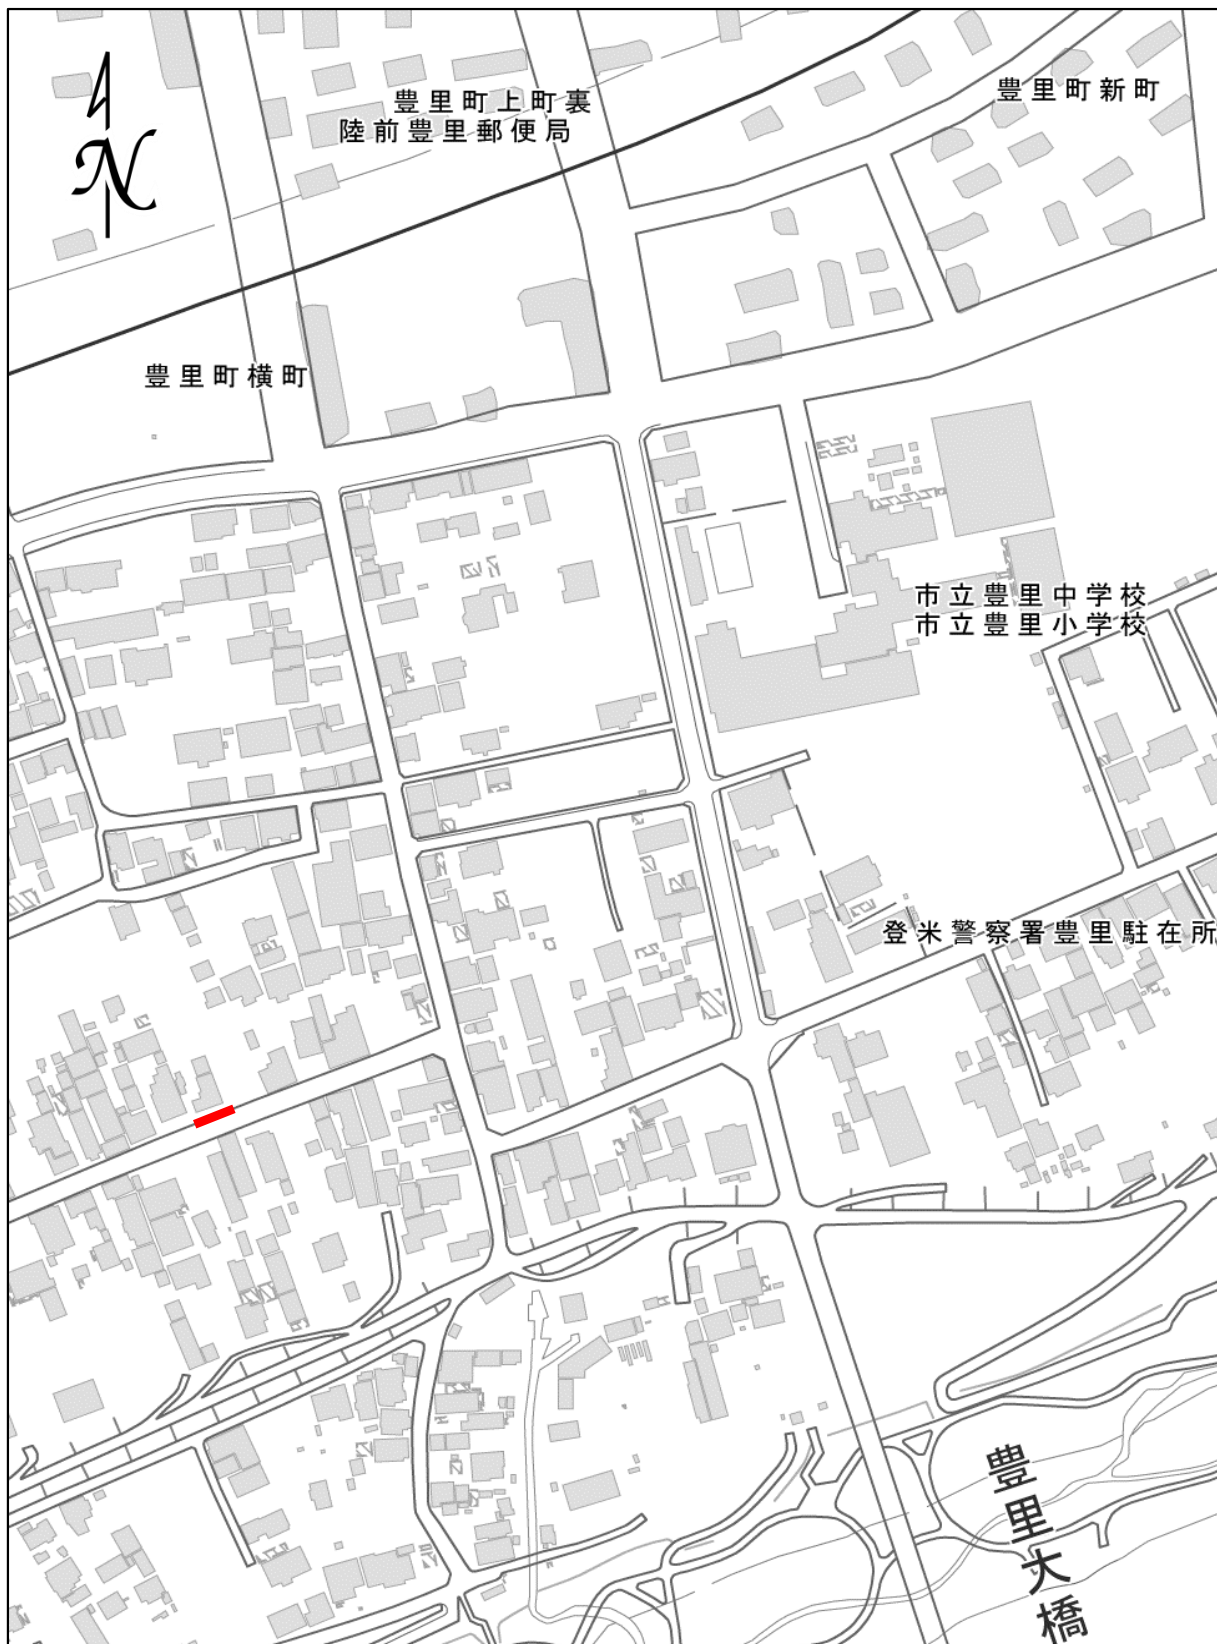 豊里町上町裏
陸前豊里郵便局
豊里町新町
N
豊里町横町
市立豊里中学校
市立豊里小学校
登米警察署豊里駐在所
豊里大橋